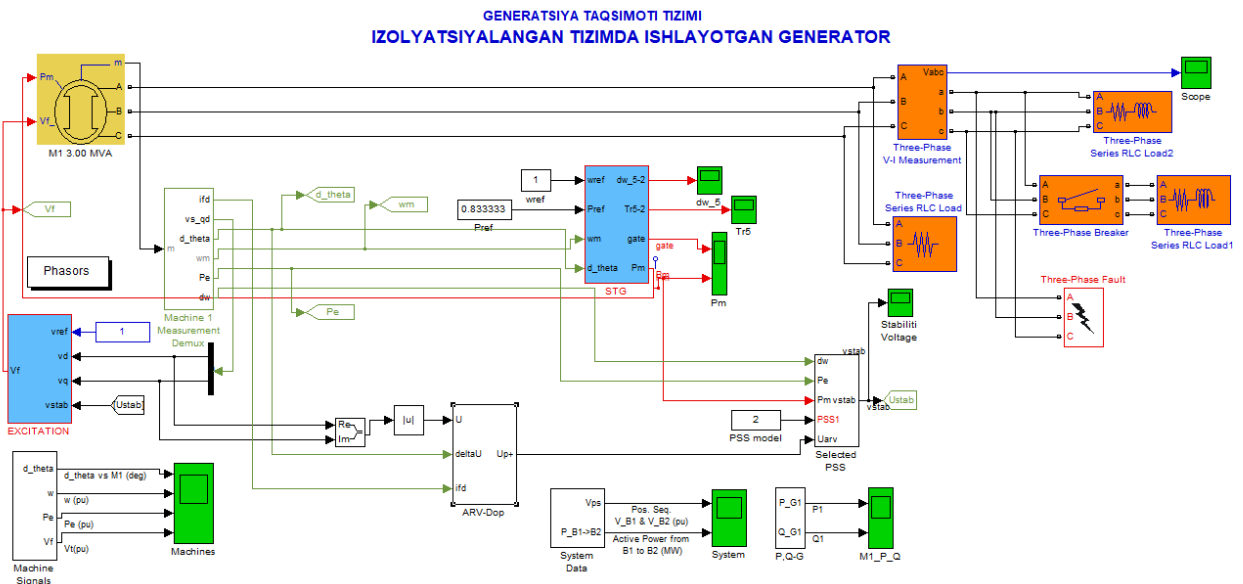 GENERATSIYA TAQSIMOTI TIZIMI
IZOLYATSIYALANGAN TIZIMDA ISHLAYOTGAN GENERATOR
Pm
Vf_
m
A
B
C
M1 3.00 MVA
Vf
Phasors
m
ifd
vs_qd
d_theta
wm
Pe
dw
Machine 1
Measurement
Demux
d_theta
wm
Pe
1
wref
0.833333
Pref
wref
Pref
wm
d_theta
dw_5-2
Tr5-2
gate
Pm
STG
gate
dw_5
Tr5
Pm
A
B
C
Vabc
a
b
c
Three-Phase
V-I Measurement
Scope
A
B
C
Three-Phase
Series RLC Load2
Three-Phase
Series RLC Load
A
B
C
A
B
C
a
b
c
Three-Phase Breaker
A
B
C
Three-Phase
Series RLC Load1
Three-Phase Fault
A
B
C
Vf
vref
vd
vq
vstab
EXCITATION
1
[Ustab]
Re
Im
|u|
U
deltaU
ifd
Up+
ARV-Dop
Stabiliti
Voltage
dw
Pe
Pm
PSS1
Uarv
vstab
vstab
vstab
Selected
PSS
Ustab
2
PSS model
d_theta
w
Pe
Vf
Machine
Signals
d_theta vs M1 (deg)
w (pu)
Pe (pu)
Vt(pu)
Machines
Vps
P_B1->B2
System
Data
Pos. Seq.
V_B1 & V_B2 (pu)
Active Power from
B1 to B2 (MW)
System
P_G1
Q_G1
P,Q-G
P1
Q1
M1_P_Q